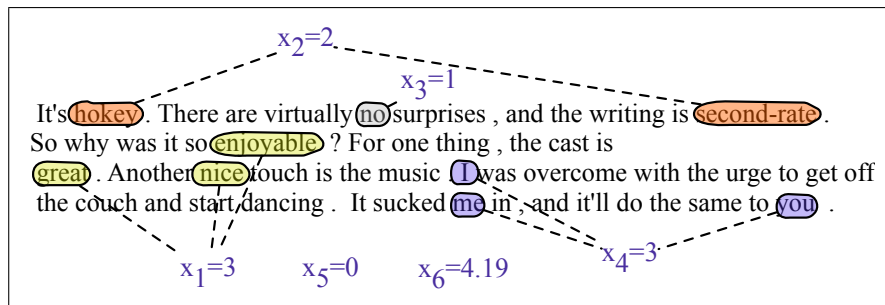 x2=2
x3=1
It's hokey . There are virtually no surprises , and the writing is second-rate .
So why was it so enjoyable ? For one thing , the cast is
great . Another nice touch is the music . I was overcome with the urge to get off
the couch and start dancing . It sucked me in , and it'll do the same to you .
x1=3 x5=0 x6=4.19 x4=3